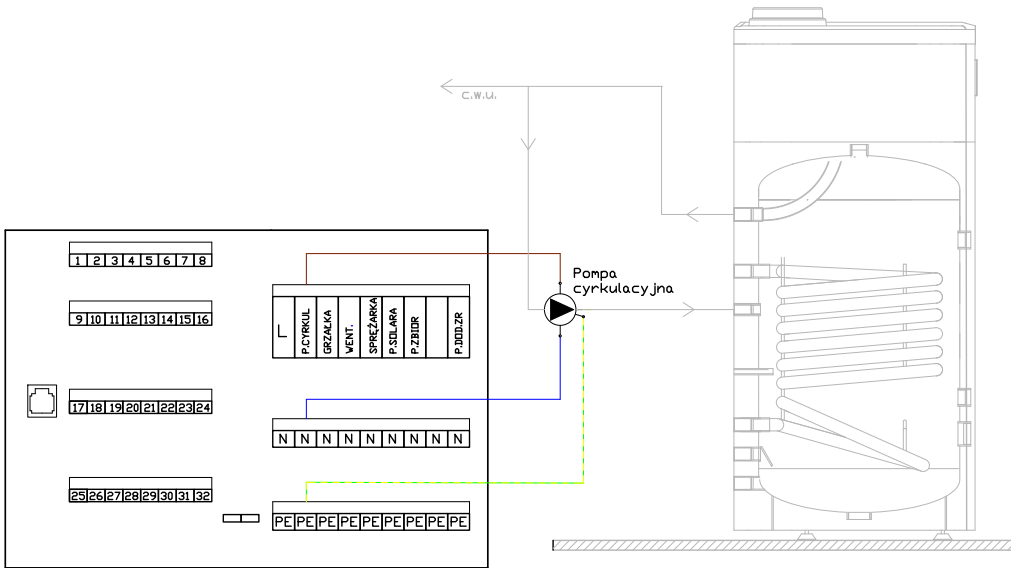 c.w.u.
Pompa
cyrkulacyjna
1 2 3 4 5 6 7 8
9 10 11 12 13 14 15 16
L P.CYRKUL GRZAŁKA WENT. SPRĘŻARKA P.SOLARA P.ZBIOR P.DOD.ZR
17 18 19 20 21 22 23 24
N N N N N N N N N
25 26 27 28 29 30 31 32
PE PE PE PE PE PE PE PE PE